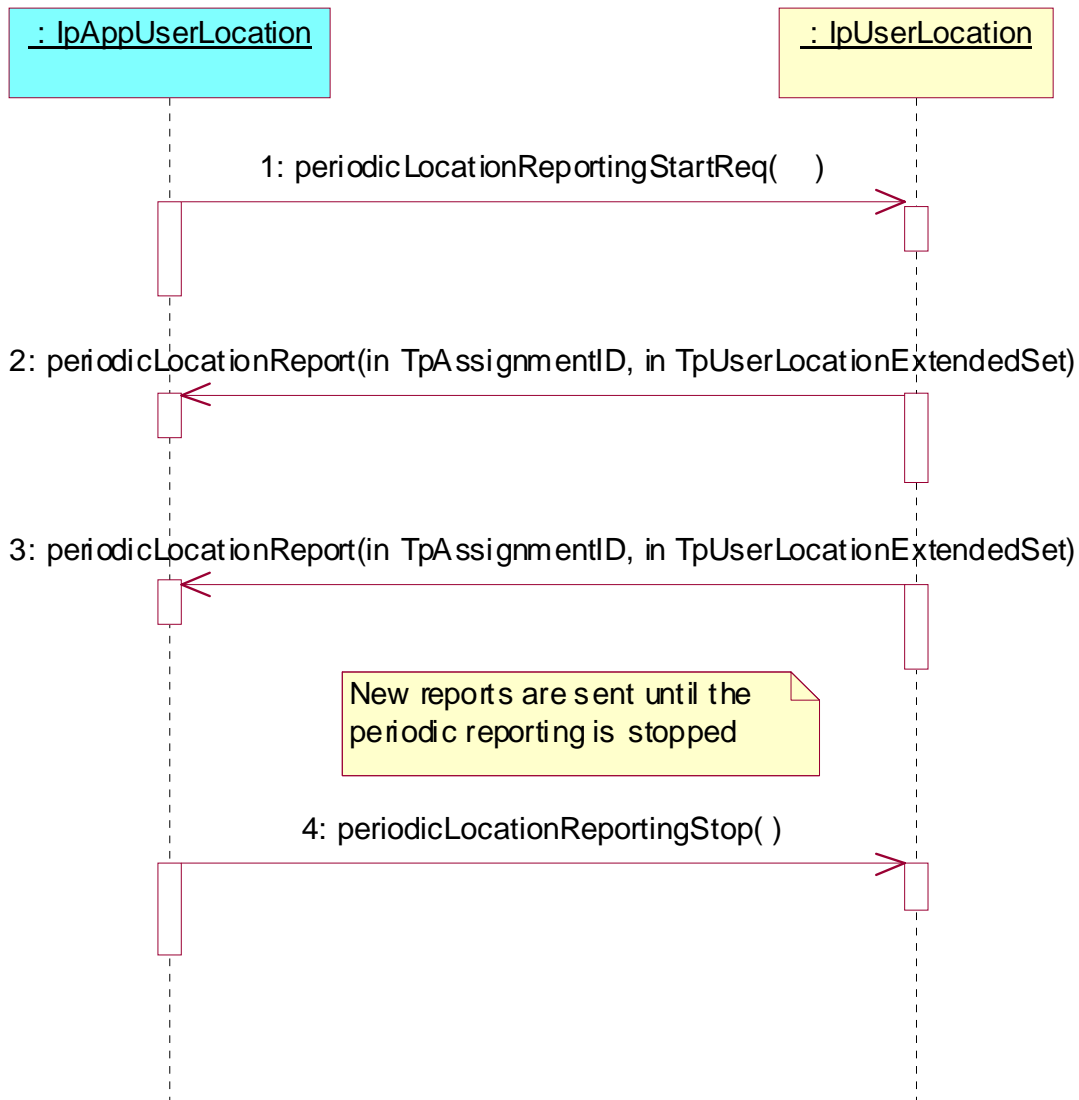 : IpAppUserLocation
: IpUserLocation
1: periodicLocationReportingStartReq( )
2: periodicLocationReport(in TpAssignmentID, in TpUserLocationExtendedSet)
3: periodicLocationReport(in TpAssignmentID, in TpUserLocationExtendedSet)
New reports are sent until the
periodic reporting is stopped
4: periodicLocationReportingStop( )